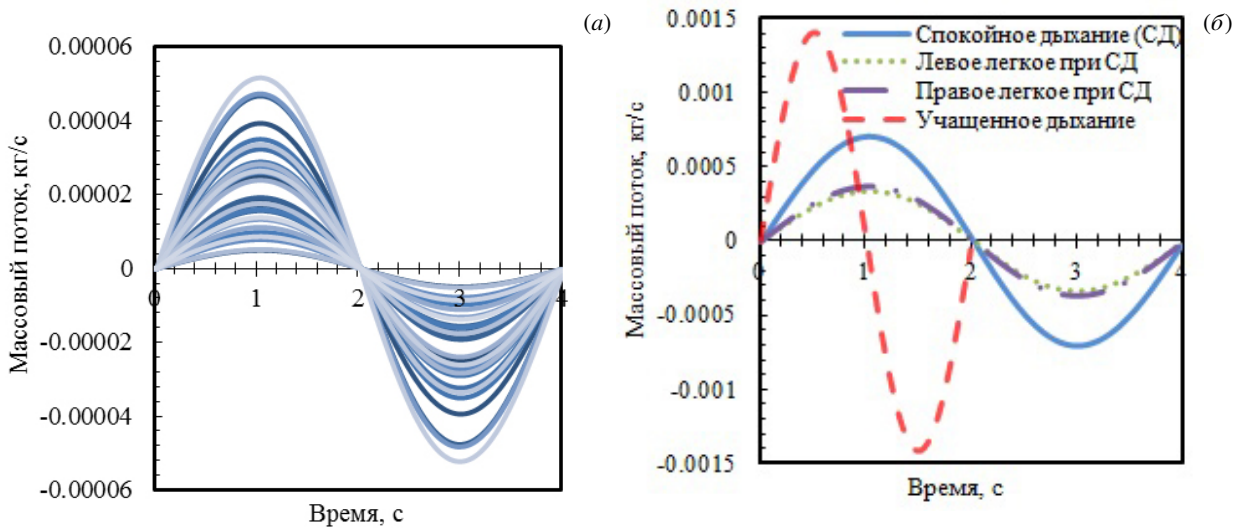 (а)
0.00006
0.00004
0.00002
0
-0.00002
-0.00004
-0.00006
0 1 2 3 4
Массовый поток, кг/с
Время, с
(б)
0.0015
0.001
0.0005
0
-0.0005
-0.001
-0.0015
0 1 2 3 4
Массовый поток, кг/с
Время, с
Спокойное дыхание (СД)
Левое легкое при СД
Правое легкое при СД
Учащенное дыхание